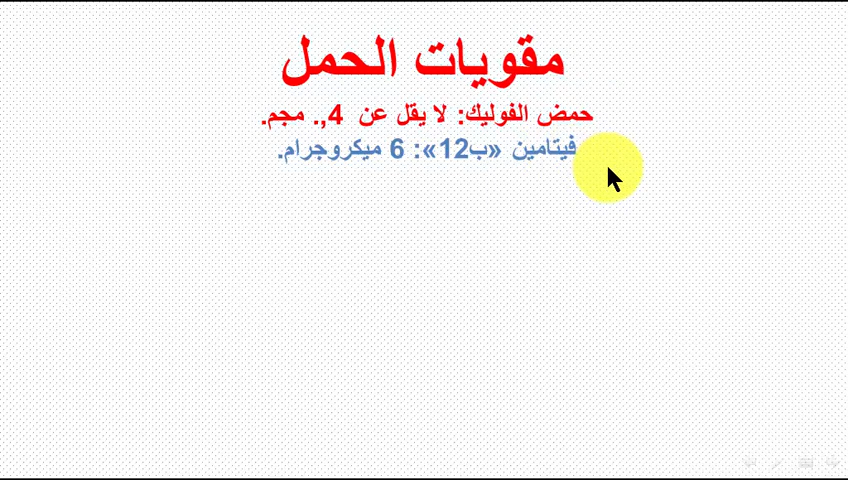 مقويات الحمل
حمض الفوليك: لا يقل عن 4,. مجم.
فيتامين «ب12»: 6 ميكروجرام.